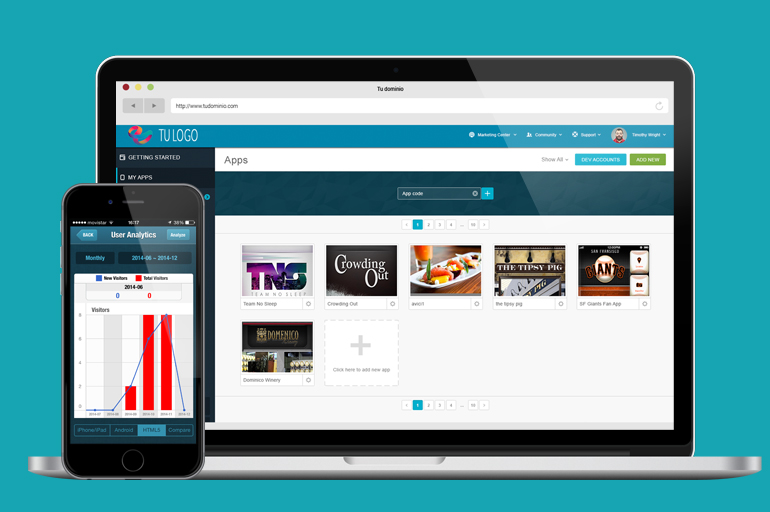 Tu dominio
http://www.tudominio.com
TU LOGO
Marketing Center
Community
Support
Timothy Wright
GETTING STARTED
MY APPS
Apps
Show All
DEV ACCOUNTS
ADD NEW
App code
1 2 3 4 ... 10
TNS
TEAM NO SLEEP
Crowding Out
THE TIPSY PIG
SAN FRANCISCO
GIANTS
Team No Sleep
Crowding Out
avicii
the tipsy pig
SF Giants Fan App
DOMENICO
Winery
Click here to add new app
Dominico Winery
1 2 3 4 ... 10
movistar 16:17 38%
BACK
User Analytics
Analyze
Monthly
2014-06 ~ 2014-12
New Visitors
Total Visitors
2014-06
0 0
Visitors
8
6
4
2
0
2014-07 2014-08 2014-09 2014-10 2014-11 2014-12
iPhone/iPad
Android
HTML5
Compare